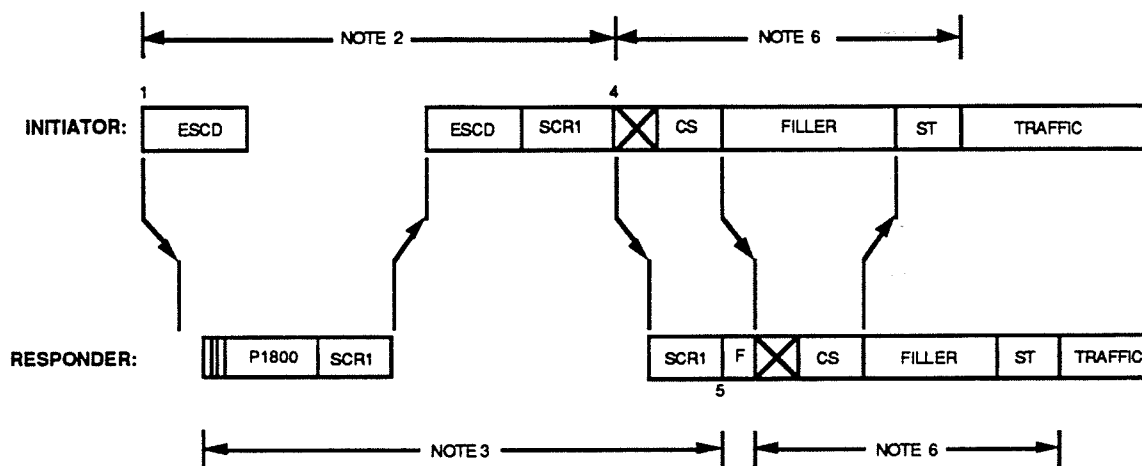 NOTE 2 NOTE 6
1 4
INITIATOR: ESCD ESCD SCR1 CS FILLER ST TRAFFIC
RESPONDER: P1800 SCR1 SCR1 F CS FILLER ST TRAFFIC
5
NOTE 3 NOTE 6